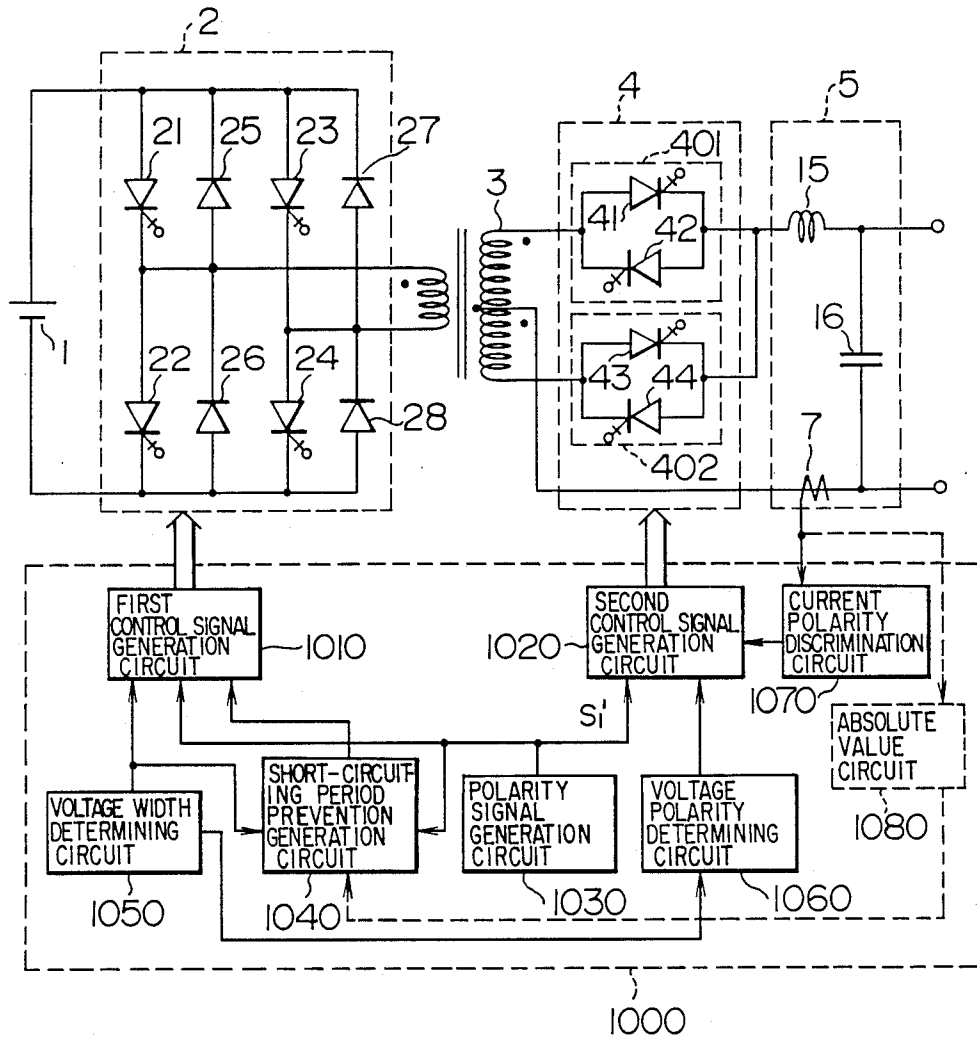 2
21
25
23
27
22
26
24
28
1
3
4
401
41
42
43
44
402
5
15
16
7
FIRST
CONTROL SIGNAL
GENERATION
CIRCUIT
1010
SECOND
CONTROL SIGNAL
GENERATION
CIRCUIT
1020
CURRENT
POLARITY
DISCRIMINATION
CIRCUIT
1070
Si'
ABSOLUTE
VALUE
CIRCUIT
1080
VOLTAGE WIDTH
DETERMINING
CIRCUIT
1050
SHORT-CIRCUIT-
ING PERIOD
PREVENTION
GENERATION
CIRCUIT
1040
POLARITY
SIGNAL
GENERATION
CIRCUIT
1030
VOLTAGE
POLARITY
DETERMINING
CIRCUIT
1060
1000